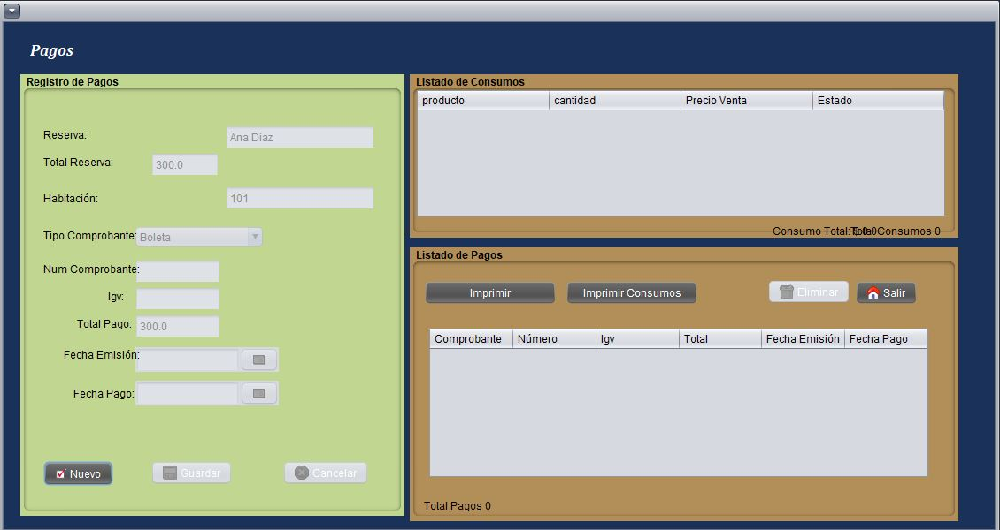 Pagos
Registro de Pagos
Reserva: Ana Diaz
Total Reserva: 300.0
Habitación: 101
Tipo Comprobante: Boleta
Num Comprobante:
Igv:
Total Pago: 300.0
Fecha Emisión:
Fecha Pago:
Nuevo Guardar Cancelar
Listado de Consumos
producto cantidad Precio Venta Estado
Consumo Total: Total Consumos 0
Listado de Pagos
Imprimir Imprimir Consumos Eliminar Salir
Comprobante Número Igv Total Fecha Emisión Fecha Pago
Total Pagos 0